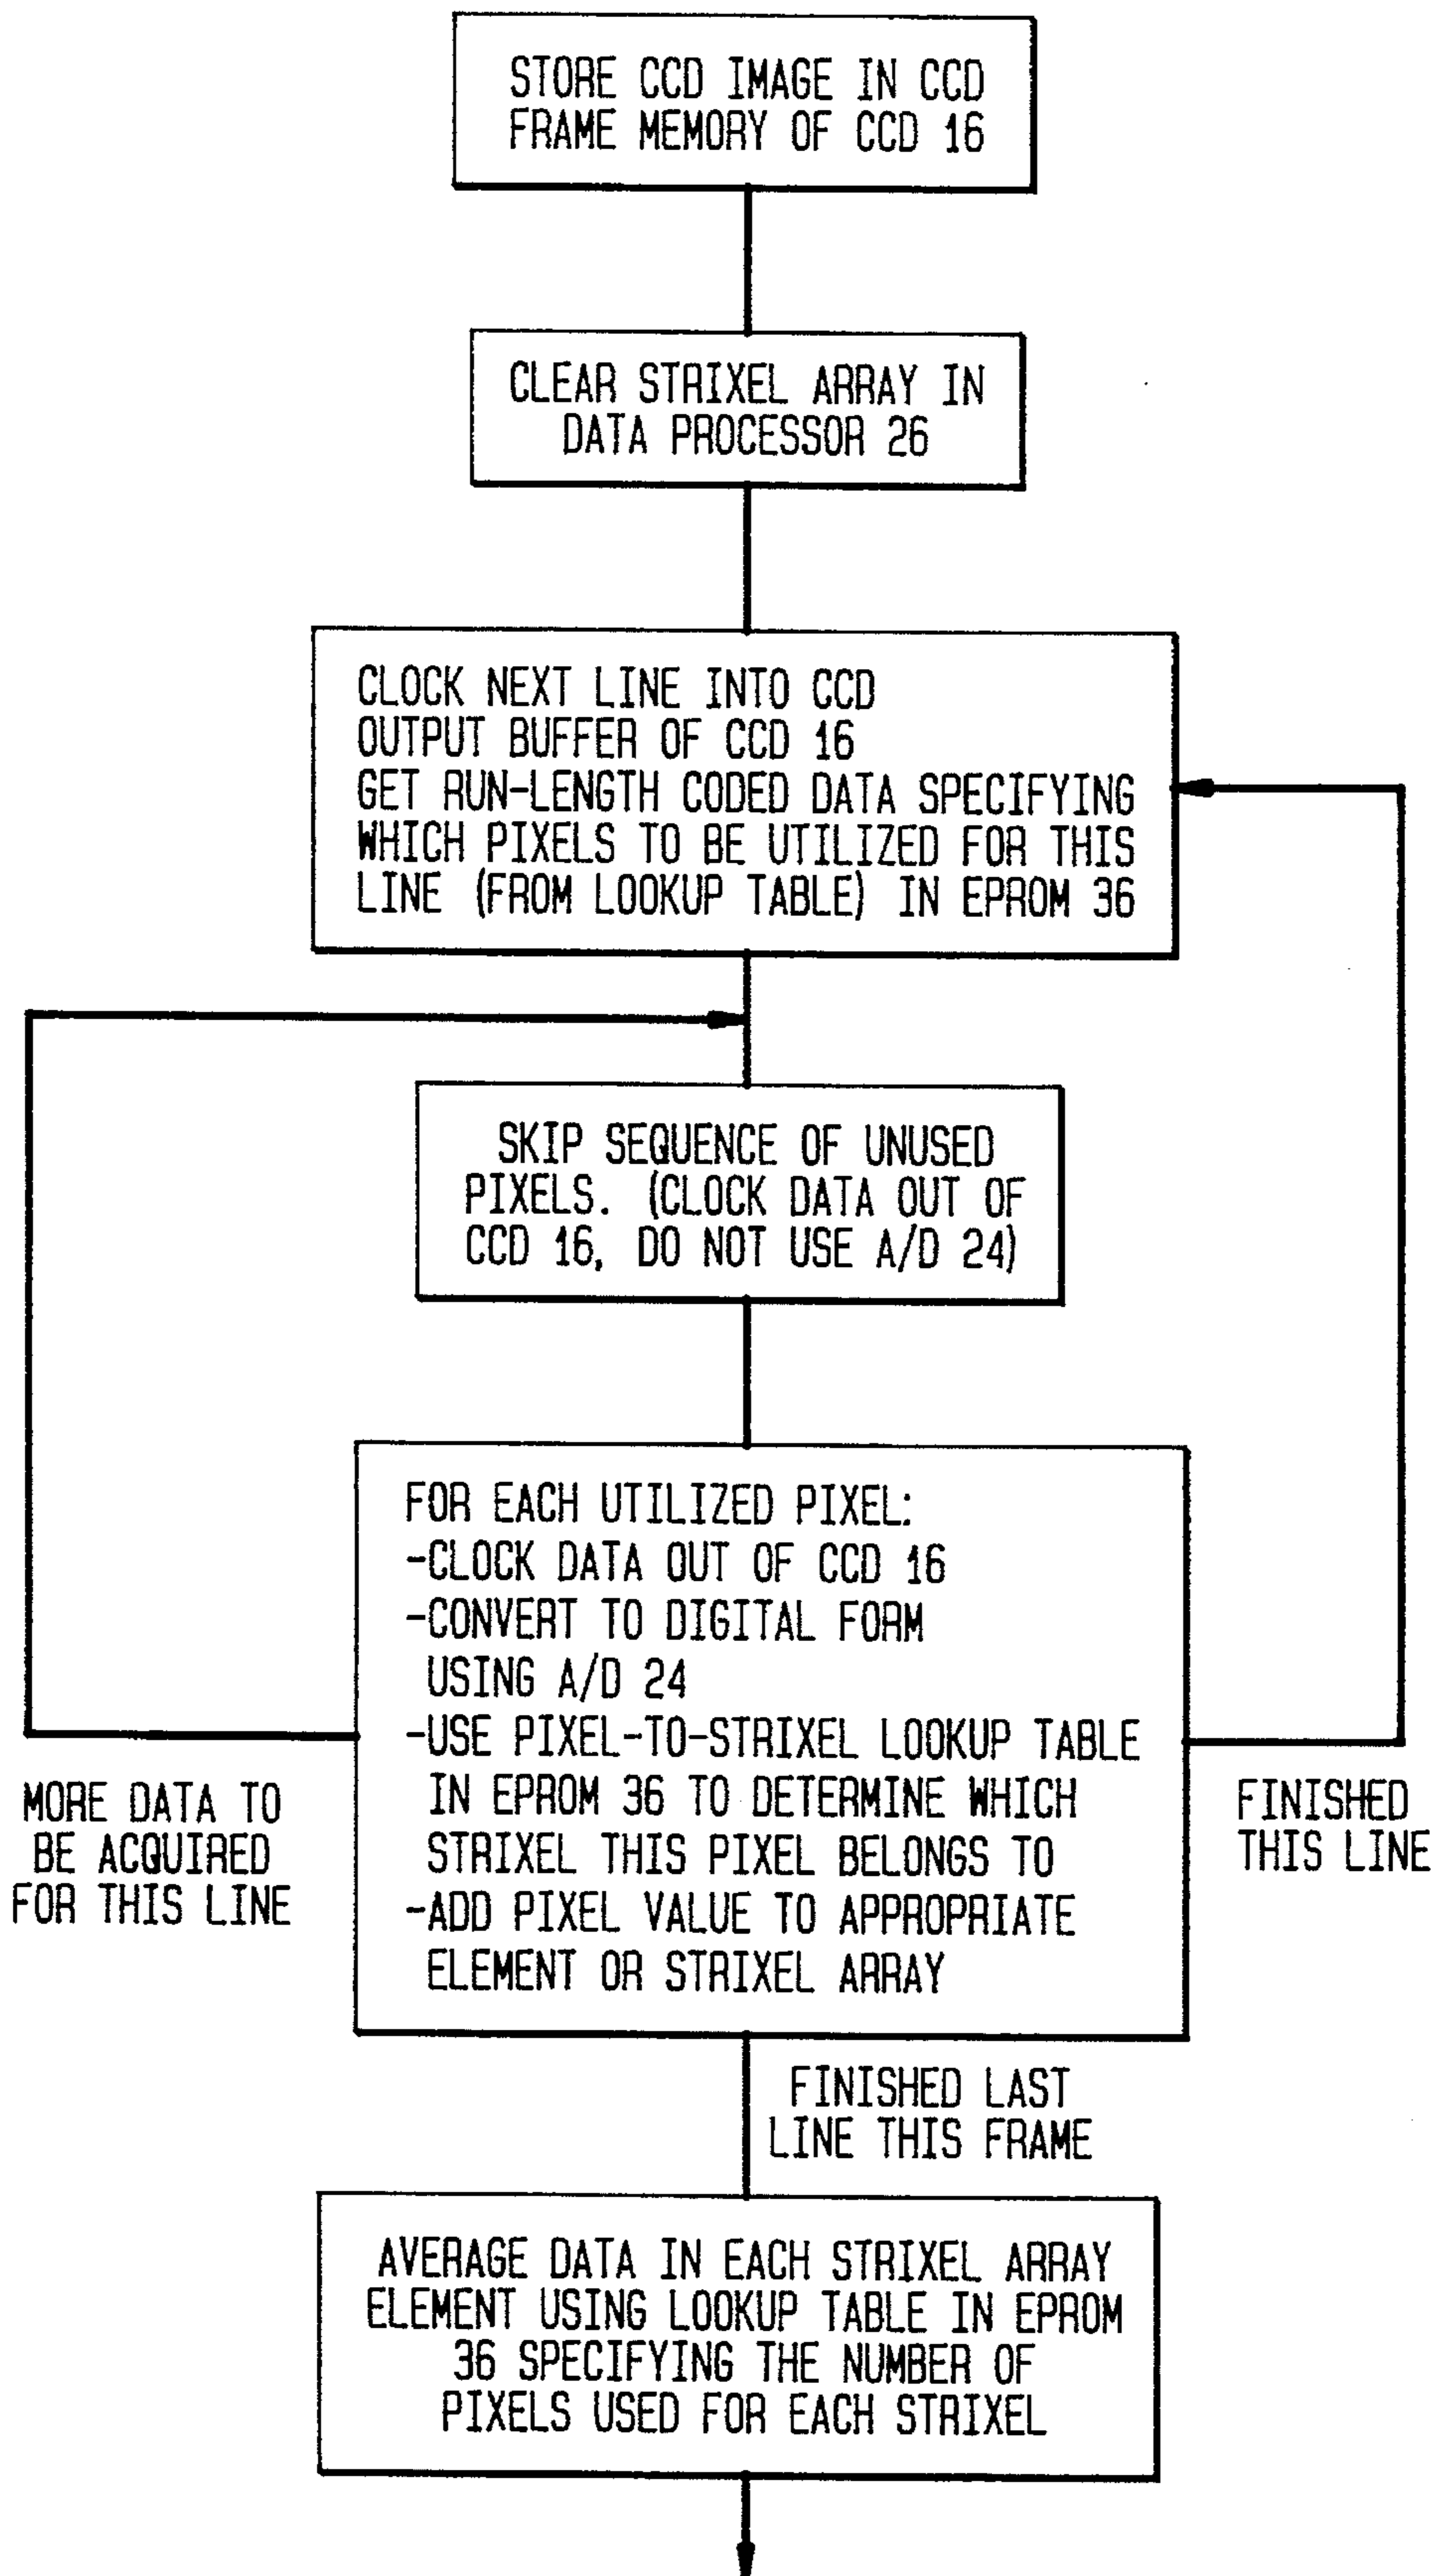 STORE CCD IMAGE IN CCD
FRAME MEMORY OF CCD 16
CLEAR STRIXEL ARRAY IN
DATA PROCESSOR 26
CLOCK NEXT LINE INTO CCD
OUTPUT BUFFER OF CCD 16
GET RUN-LENGTH CODED DATA SPECIFYING
WHICH PIXELS TO BE UTILIZED FOR THIS
LINE (FROM LOOKUP TABLE) IN EPROM 36
SKIP SEQUENCE OF UNUSED
PIXELS. (CLOCK DATA OUT OF
CCD 16, DO NOT USE A/D 24)
FOR EACH UTILIZED PIXEL:
-CLOCK DATA OUT OF CCD 16
-CONVERT TO DIGITAL FORM
USING A/D 24
-USE PIXEL-TO-STRIXEL LOOKUP TABLE
IN EPROM 36 TO DETERMINE WHICH
STRIXEL THIS PIXEL BELONGS TO
-ADD PIXEL VALUE TO APPROPRIATE
ELEMENT OR STRIXEL ARRAY
MORE DATA TO
BE ACQUIRED
FOR THIS LINE
FINISHED
THIS LINE
FINISHED LAST
LINE THIS FRAME
AVERAGE DATA IN EACH STRIXEL ARRAY
ELEMENT USING LOOKUP TABLE IN EPROM
36 SPECIFYING THE NUMBER OF
PIXELS USED FOR EACH STRIXEL